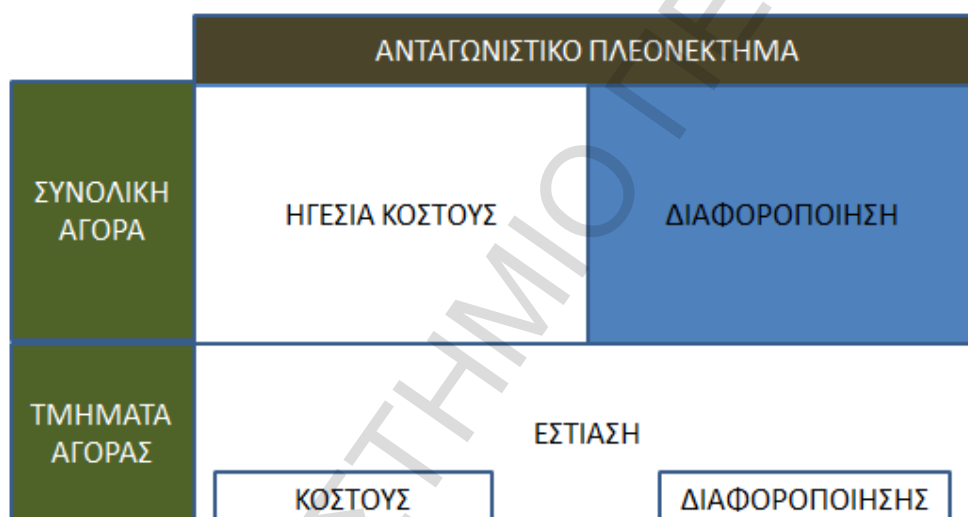 ΑΝΤΑΓΩΝΙΣΤΙΚΟ ΠΛΕΟΝΕΚΤΗΜΑ
ΣΥΝΟΛΙΚΗ
ΑΓΟΡΑ
ΗΓΕΣΙΑ ΚΟΣΤΟΥΣ
ΔΙΑΦΟΡΟΠΟΙΗΣΗ
ΤΜΗΜΑΤΑ
ΑΓΟΡΑΣ
ΕΣΤΙΑΣΗ
ΚΟΣΤΟΥΣ
ΔΙΑΦΟΡΟΠΟΙΗΣΗΣ